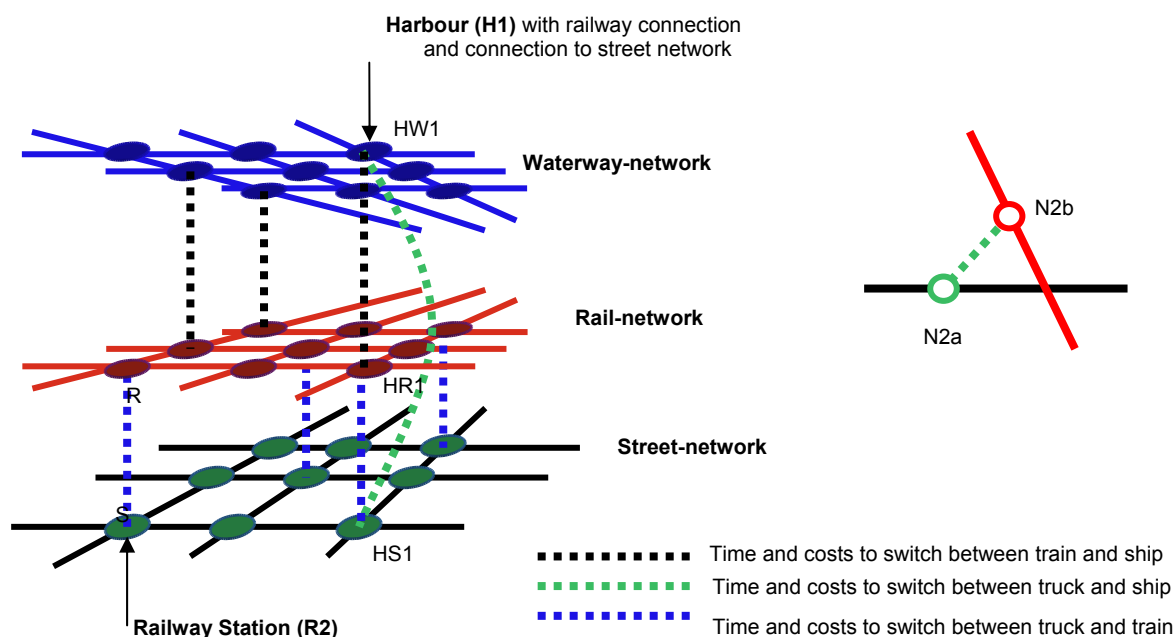 Harbour (H1) with railway connection
and connection to street network
HW1
Waterway-network
N2b
Rail-network
N2a
R
HR1
Street-network
S
HS1
Time and costs to switch between train and ship
Time and costs to switch between truck and ship
Time and costs to switch between truck and train
Railway Station (R2)